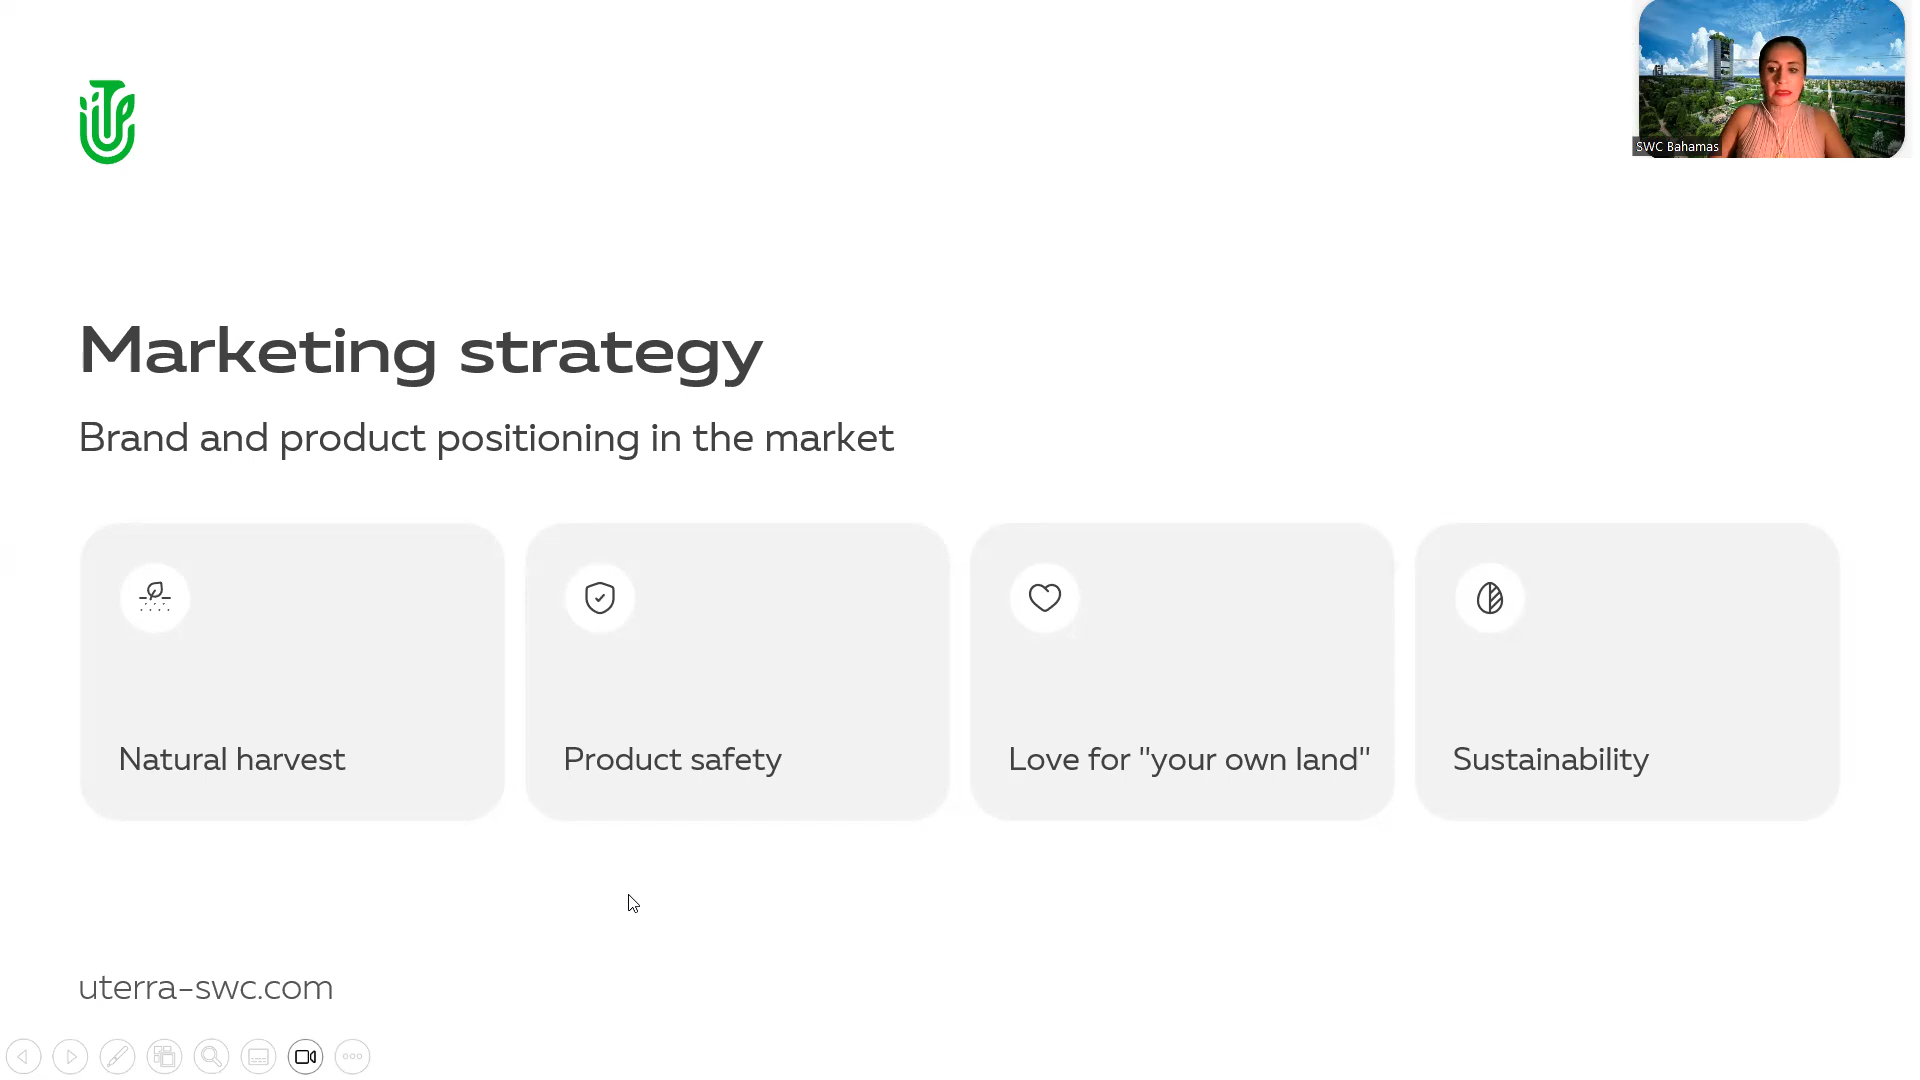 SWC Bahamas
Marketing strategy
Brand and product positioning in the market
Natural harvest
Product safety
Love for "your own land"
Sustainability
uterra-swc.com